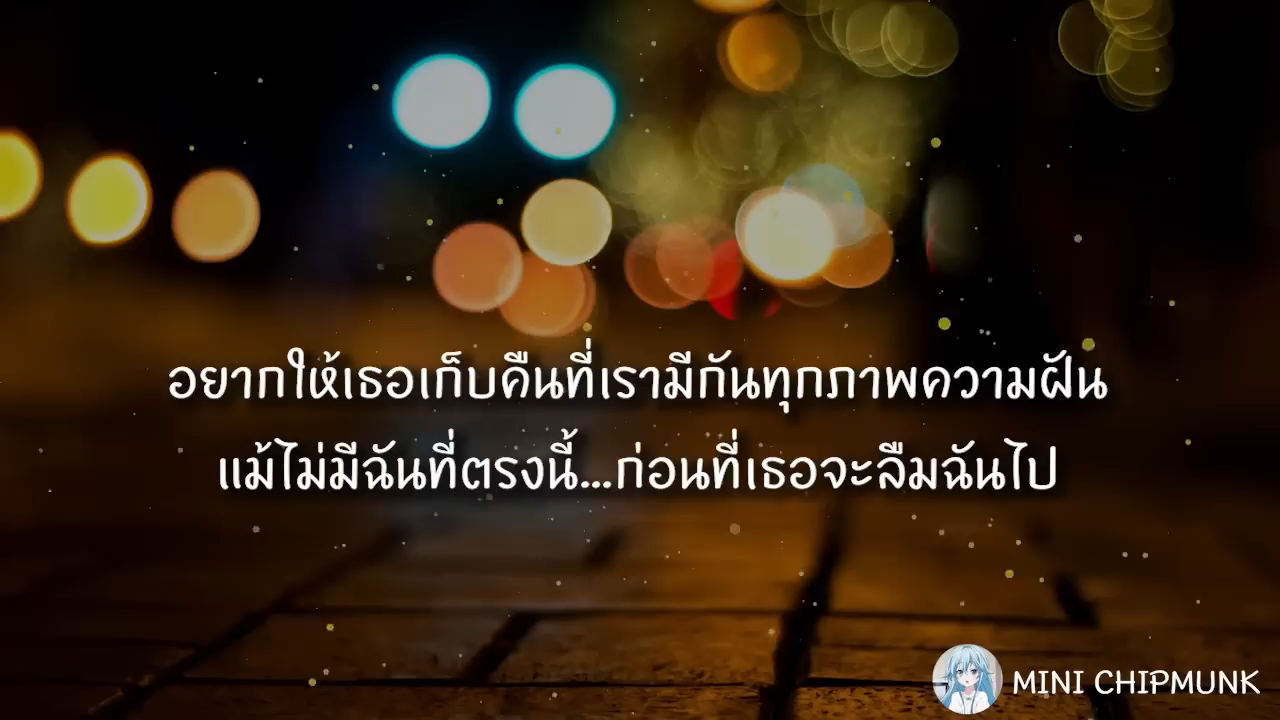 อยากให้เธอเก็บคืนที่เรามีกันทุกภาพความฝัน
แม้ไม่มีฉันที่ตรงนี้...ก่อนที่เธอจะลืมฉันไป
MINI CHIPMUNK